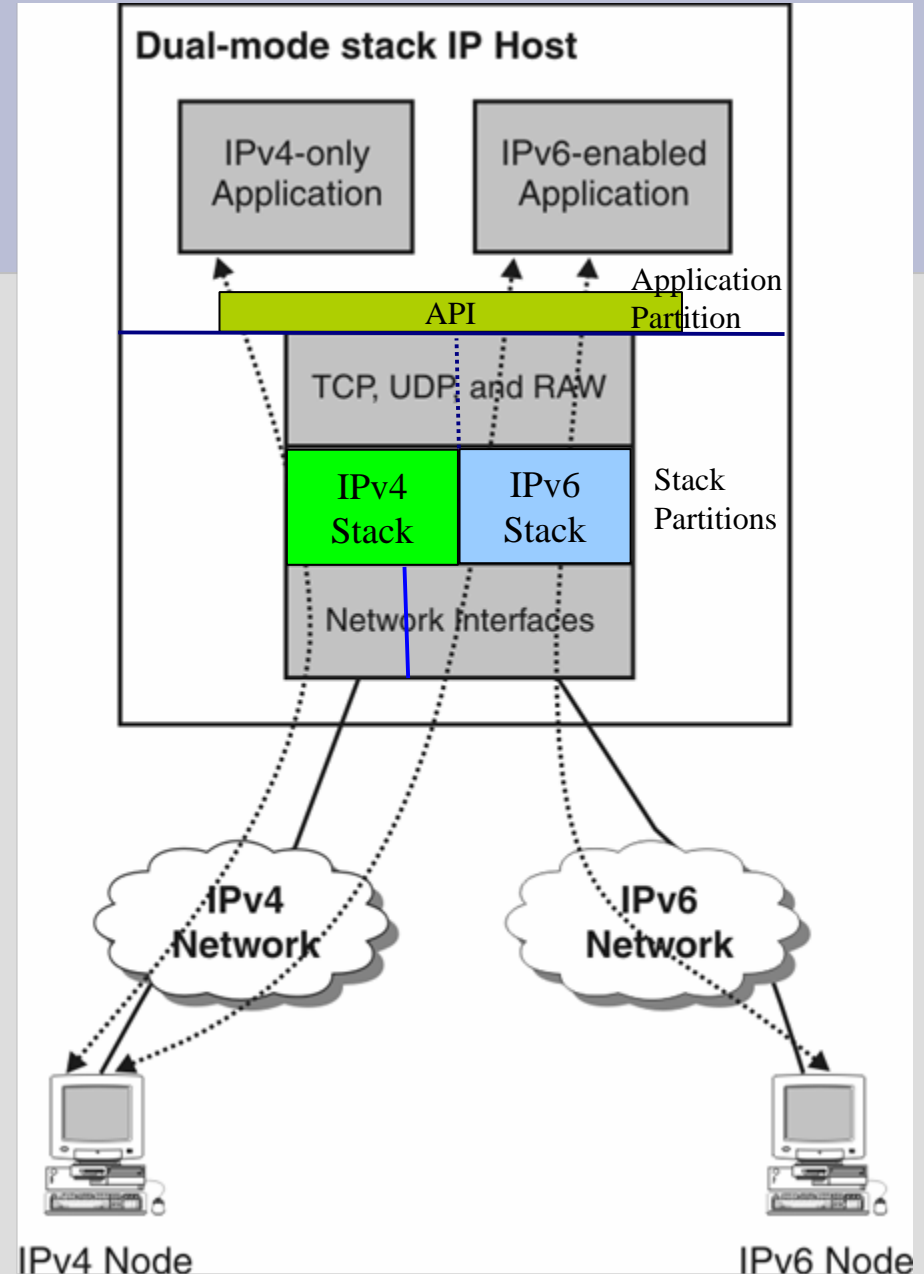 Dual-mode stack IP Host
IPv4-only
Application
IPv6-enabled
Application
Application
Partition
API
TCP, UDP, and RAW
IPv4
Stack
IPv6
Stack
Stack
Partitions
Network Interfaces
IPv4
Network
IPv6
Network
IPv4 Node
IPv6 Node